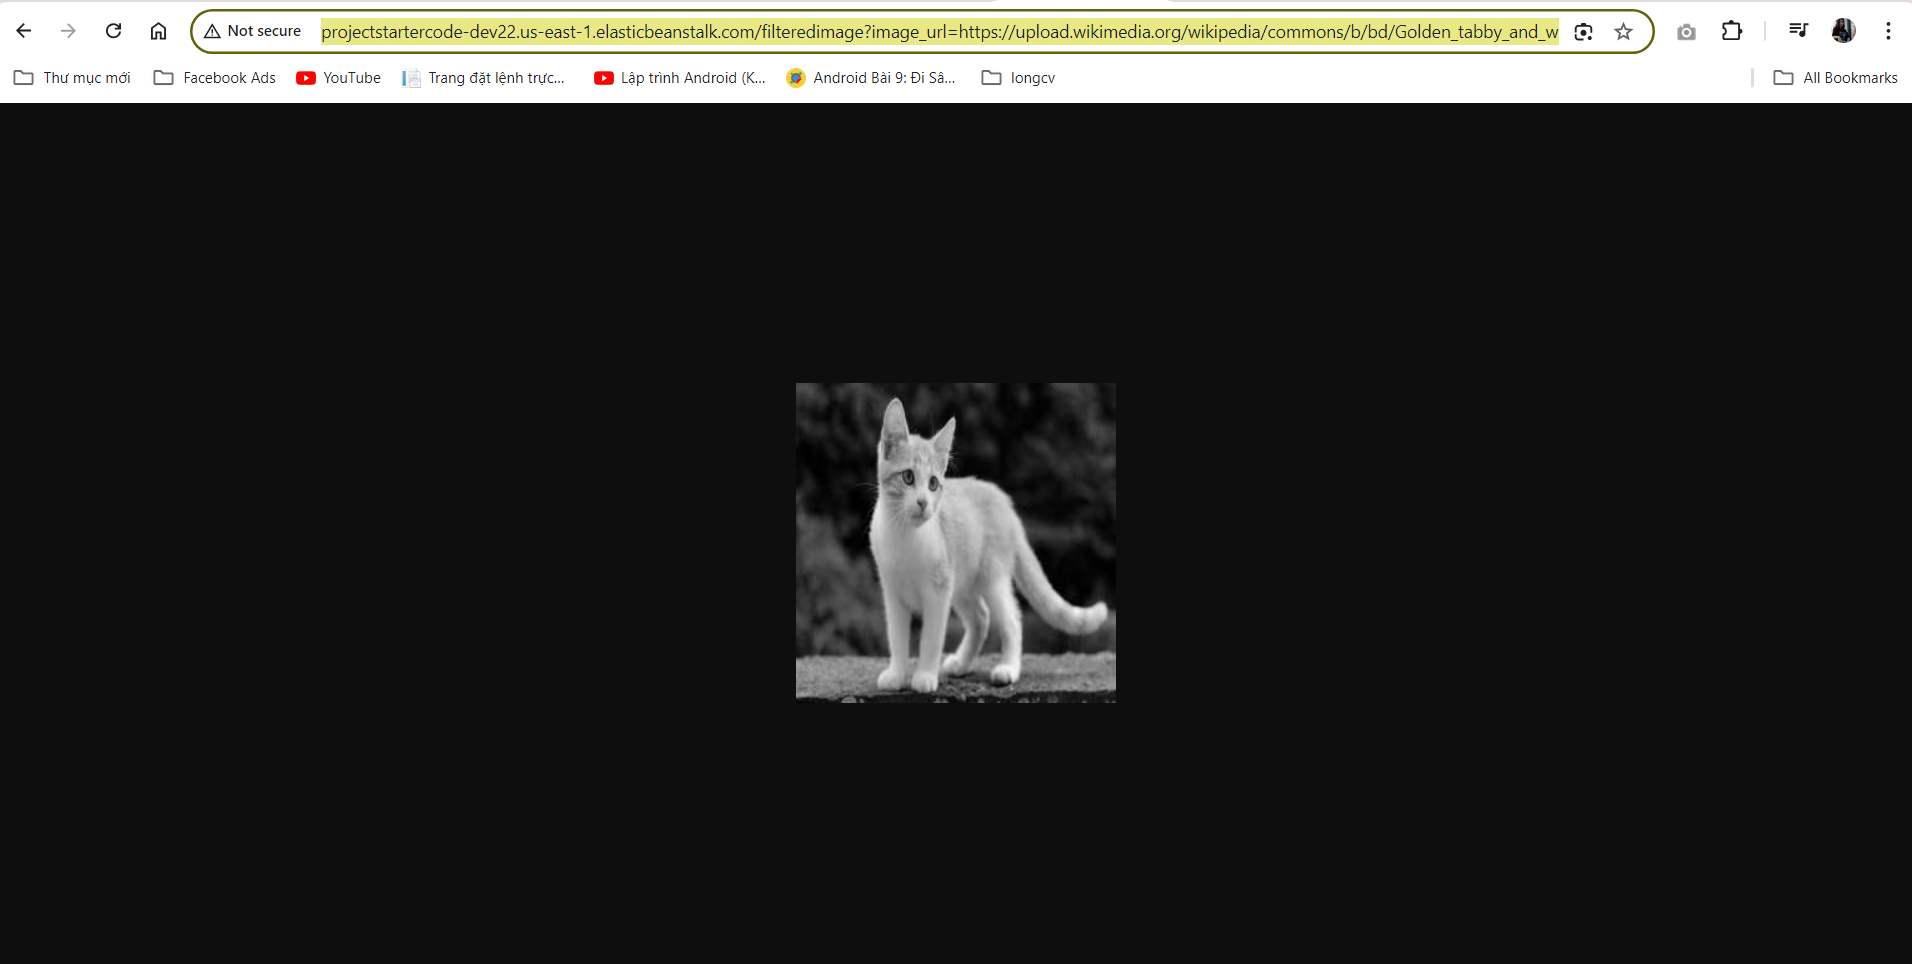 Not secure projectstartercode-dev22.us-east-1.elasticbeanstalk.com/filteredimage?image_url=https://upload.wikimedia.org/wikipedia/commons/b/bd/Golden_tabby_and_w
Thư mục mới Facebook Ads YouTube Trang đặt lệnh trực... Lập trình Android (K... Android Bài 9: Đi Sâ... longcv All Bookmarks